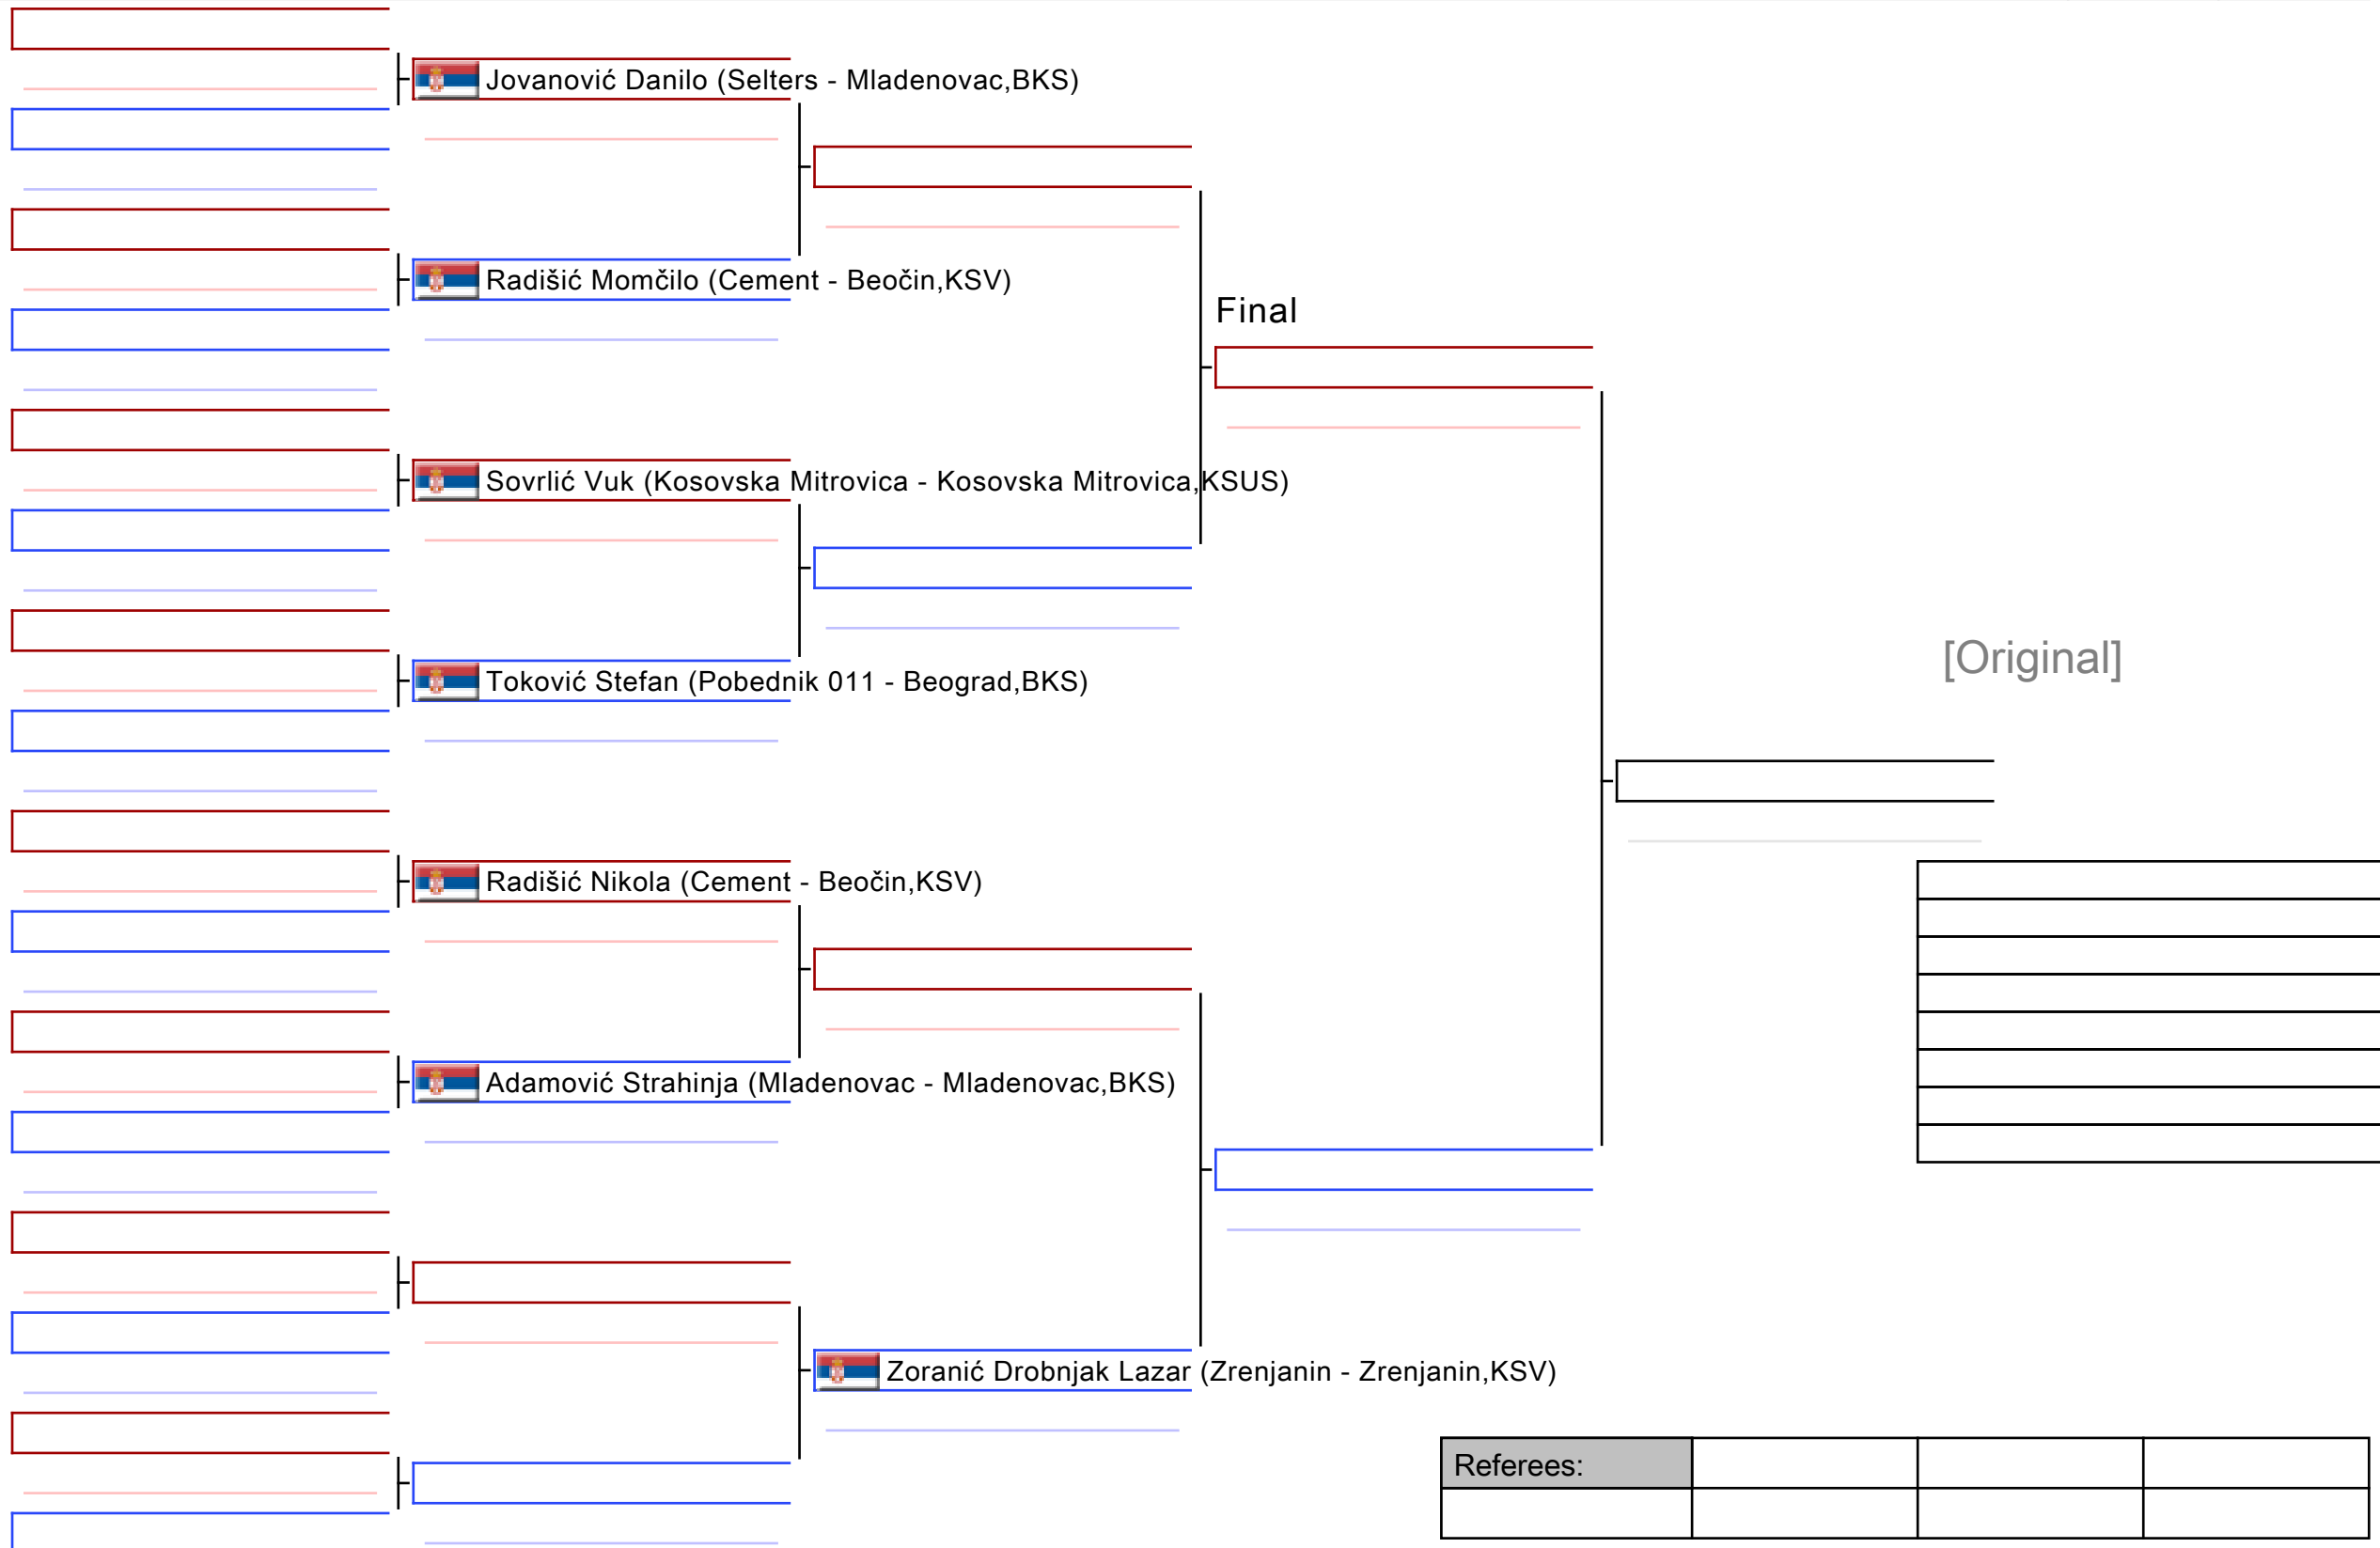 Jovanović Danilo (Selters - Mladenovac,BKS)
Radišić Momčilo (Cement - Beočin,KSV)
Final
Sovrlić Vuk (Kosovska Mitrovica - Kosovska Mitrovica,KSUS)
[Original]
Toković Stefan (Pobednik 011 - Beograd,BKS)
Radišić Nikola (Cement - Beočin,KSV)
Adamović Strahinja (Mladenovac - Mladenovac,BKS)
Zoranić Drobnjak Lazar (Zrenjanin - Zrenjanin,KSV)
Referees: